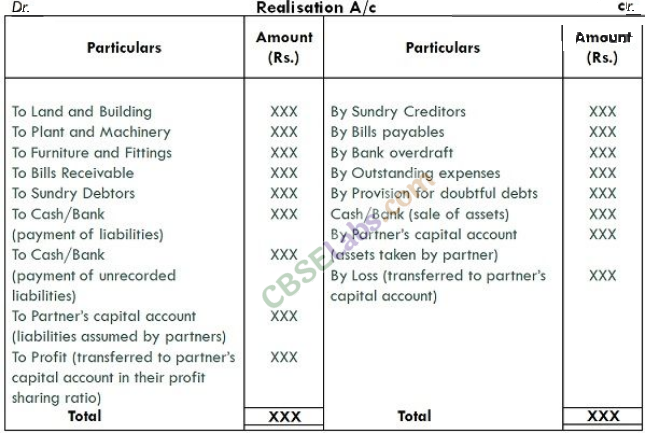 Dr. Realisation A/c cr.
Particulars Amount (Rs.) Particulars Amount (Rs.)
To Land and Building XXX By Sundry Creditors XXX
To Plant and Machinery XXX By Bills payables XXX
To Furniture and Fittings XXX By Bank overdraft XXX
To Bills Receivable XXX By Outstanding expenses XXX
To Sundry Debtors XXX By Provision for doubtful debts XXX
To Cash/Bank XXX Cash/Bank (sale of assets) XXX
(payment of liabilities) By Partner's capital account XXX
To Cash/Bank XXX (assets taken by partner)
(payment of unrecorded By Loss (transferred to partner's XXX
liabilities) capital account)
To Partner's capital account XXX
(liabilities assumed by partners)
To Profit (transferred to partner's XXX
capital account in their profit
sharing ratio)
Total XXX Total XXX
CBSELabs.com